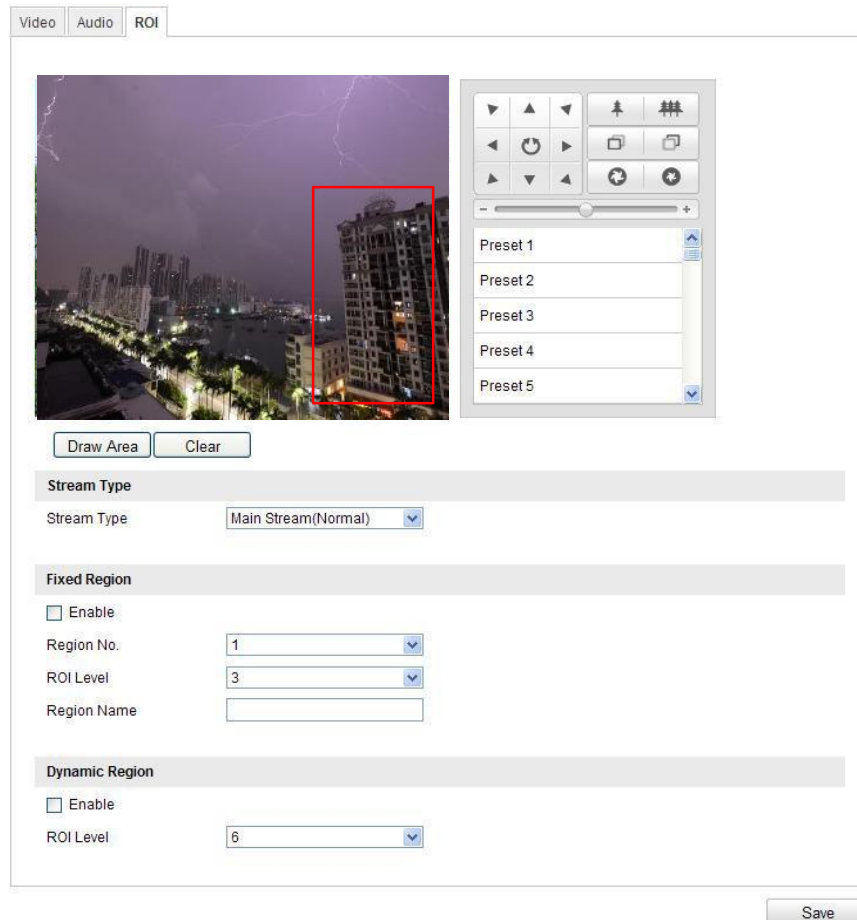 Video Audio ROI
Preset 1
Preset 2
Preset 3
Preset 4
Preset 5
Draw Area Clear
Stream Type
Stream Type Main Stream(Normal)
Fixed Region
Enable
Region No. 1
ROI Level 3
Region Name
Dynamic Region
Enable
ROI Level 6
Save